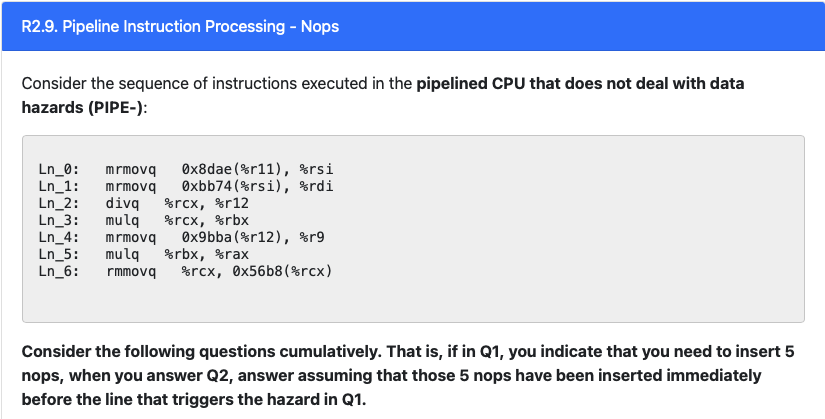 R2.9. Pipeline Instruction Processing - Nops
Consider the sequence of instructions executed in the pipelined CPU that does not deal with data
hazards (PIPE-):
Ln_0:   mrmovq   0x8dae(%r11), %rsi
Ln_1:   mrmovq   0xbb74(%rsi), %rdi
Ln_2:   divq   %rcx, %r12
Ln_3:   mulq   %rcx, %rbx
Ln_4:   mrmovq   0x9bba(%r12), %r9
Ln_5:   mulq   %rbx, %rax
Ln_6:   rmmovq   %rcx, 0x56b8(%rcx)
Consider the following questions cumulatively. That is, if in Q1, you indicate that you need to insert 5
nops, when you answer Q2, answer assuming that those 5 nops have been inserted immediately
before the line that triggers the hazard in Q1.